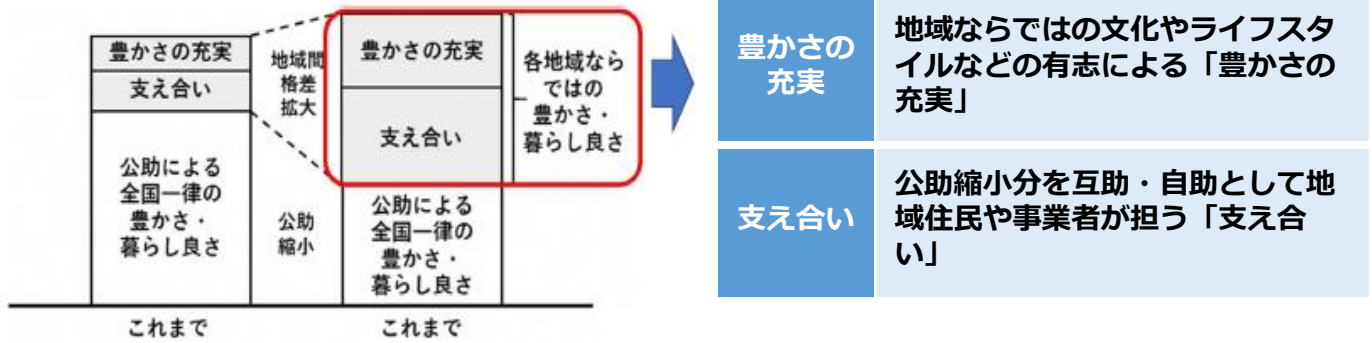 豊かさの充実
支え合い
公助による
全国一律の
豊かさ・
暮らし良さ
これまで
地域間
格差
拡大
公助
縮小
豊かさの充実
支え合い
公助による
全国一律の
豊かさ・
暮らし良さ
これまで
各地域なら
ではの
豊かさ・
暮らし良さ
豊かさの
充実
地域ならではの文化やライフスタ
イルなどの有志による「豊かさの
充実」
支え合い
公助縮小分を互助・自助として地
域住民や事業者が担う「支え合
い」